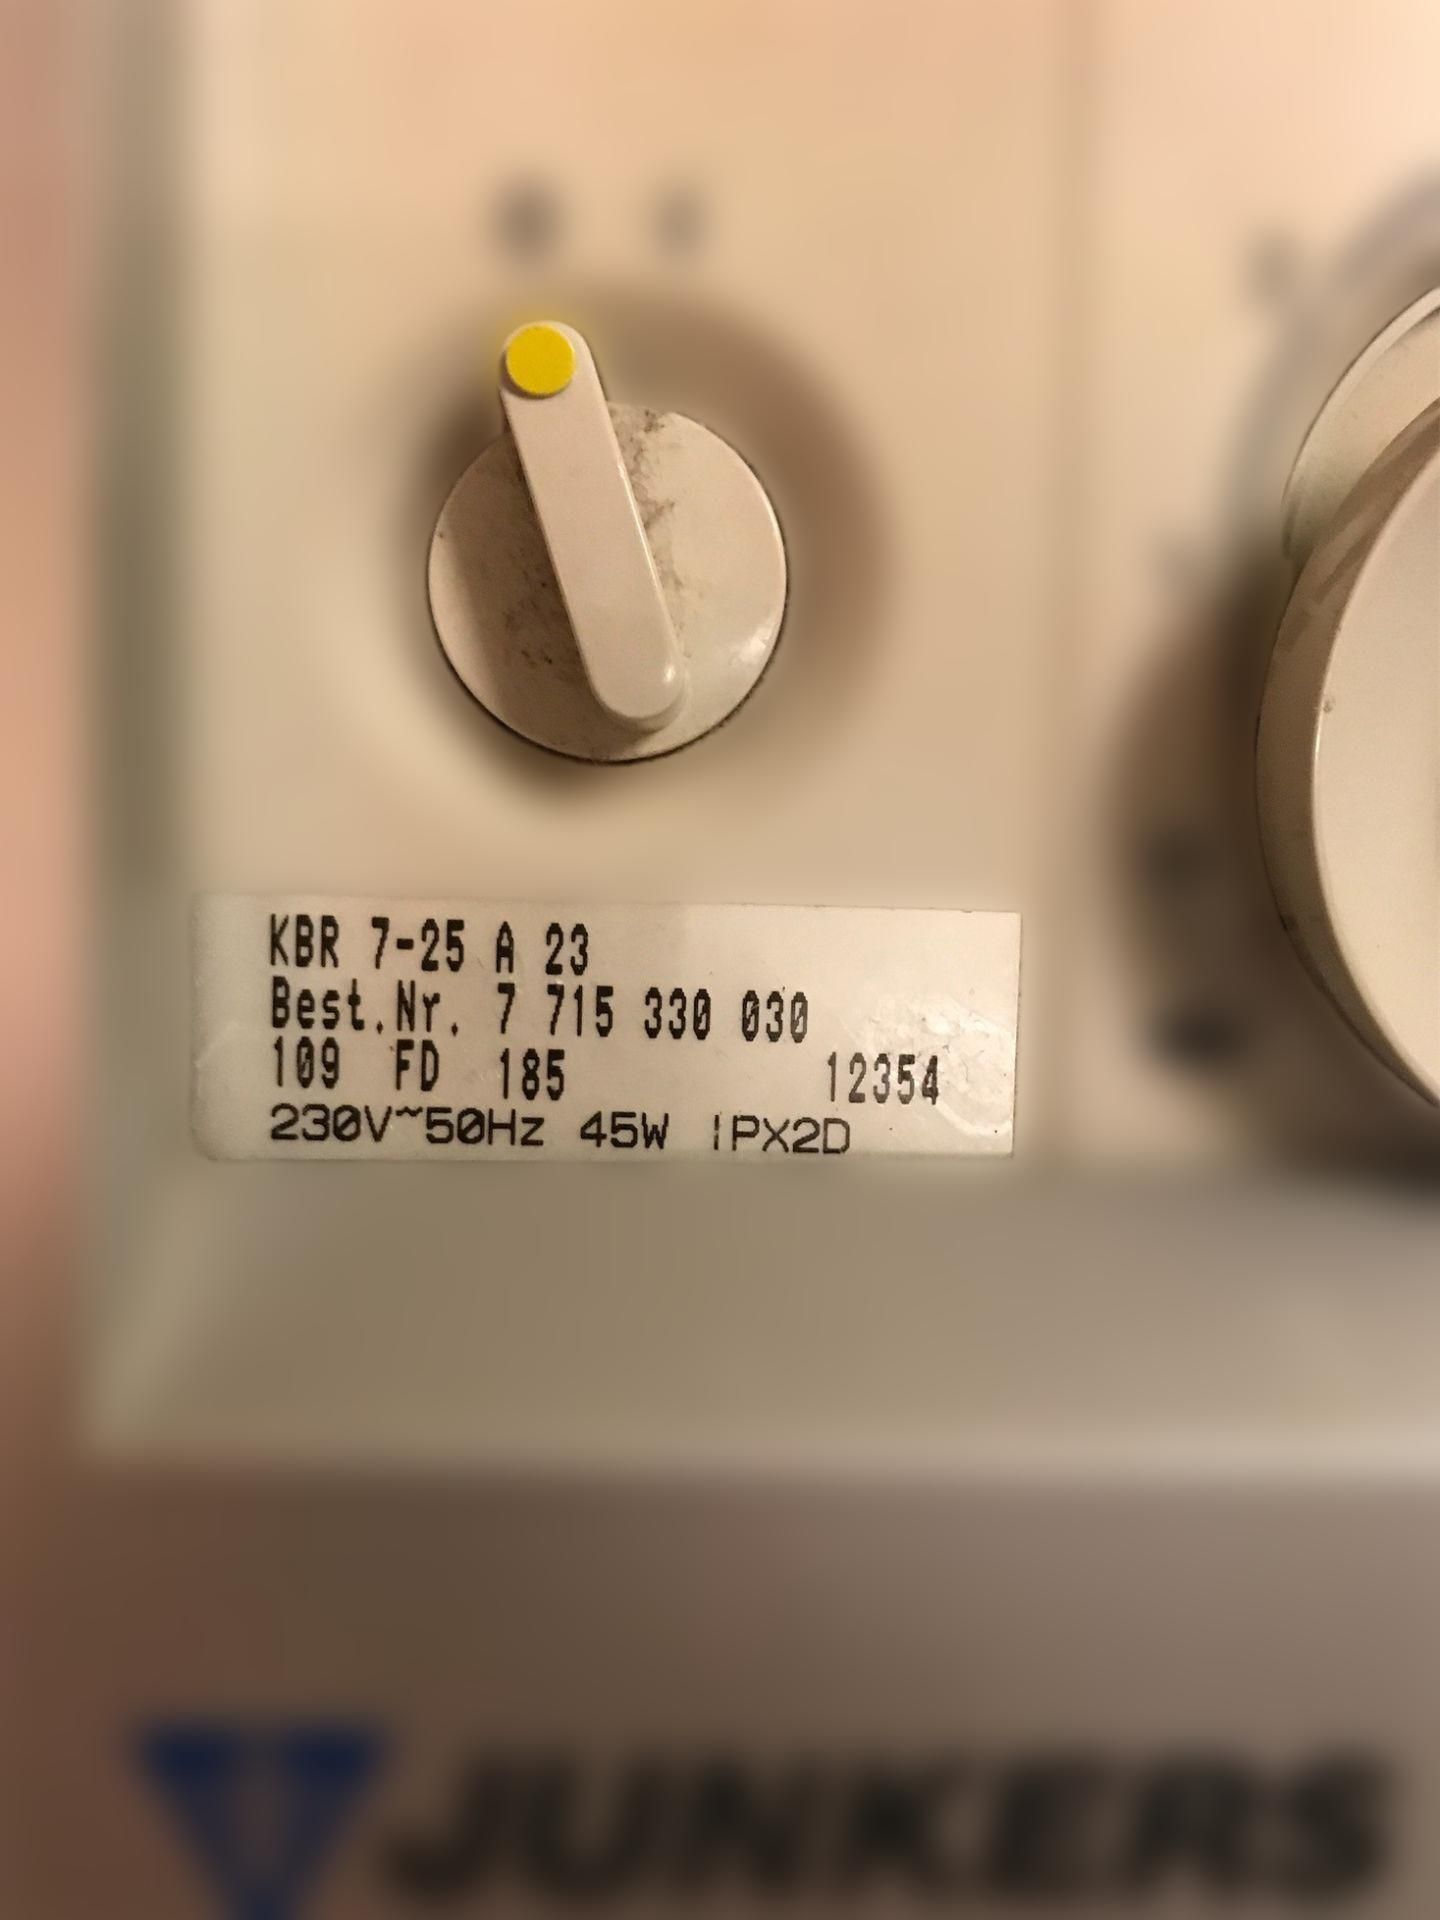 0 I
KBR 7-25 A 23
Best.Nr. 7 715 330 030
109 FD 185 12354
230V~50Hz 45W IPX2D
JUNKERS